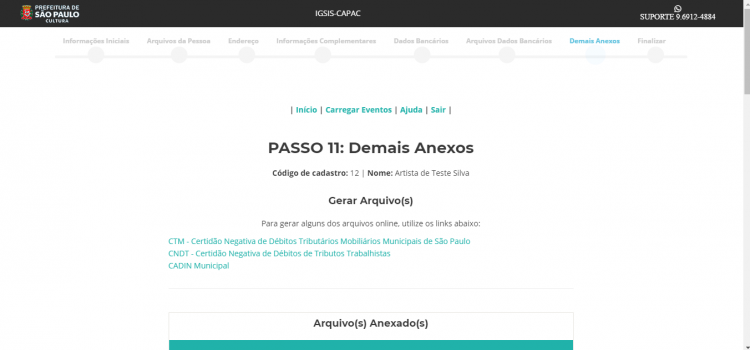 PREFEITURA DE
SÃO PAULO
CULTURA
IGSIS-CAPAC
SUPORTE 9.6912-4884
Informações Iniciais
Arquivos da Pessoa
Endereço
Informações Complementares
Dados Bancários
Arquivos Dados Bancários
Demais Anexos
Finalizar
| Início | Carregar Eventos | Ajuda | Sair |
PASSO 11: Demais Anexos
Código de cadastro: 12 | Nome: Artista de Teste Silva
Gerar Arquivo(s)
Para gerar alguns dos arquivos online, utilize os links abaixo:
CTM - Certidão Negativa de Débitos Tributários Mobiliários Municipais de São Paulo
CNDT - Certidão Negativa de Débitos de Tributos Trabalhistas
CADIN Municipal
Arquivo(s) Anexado(s)